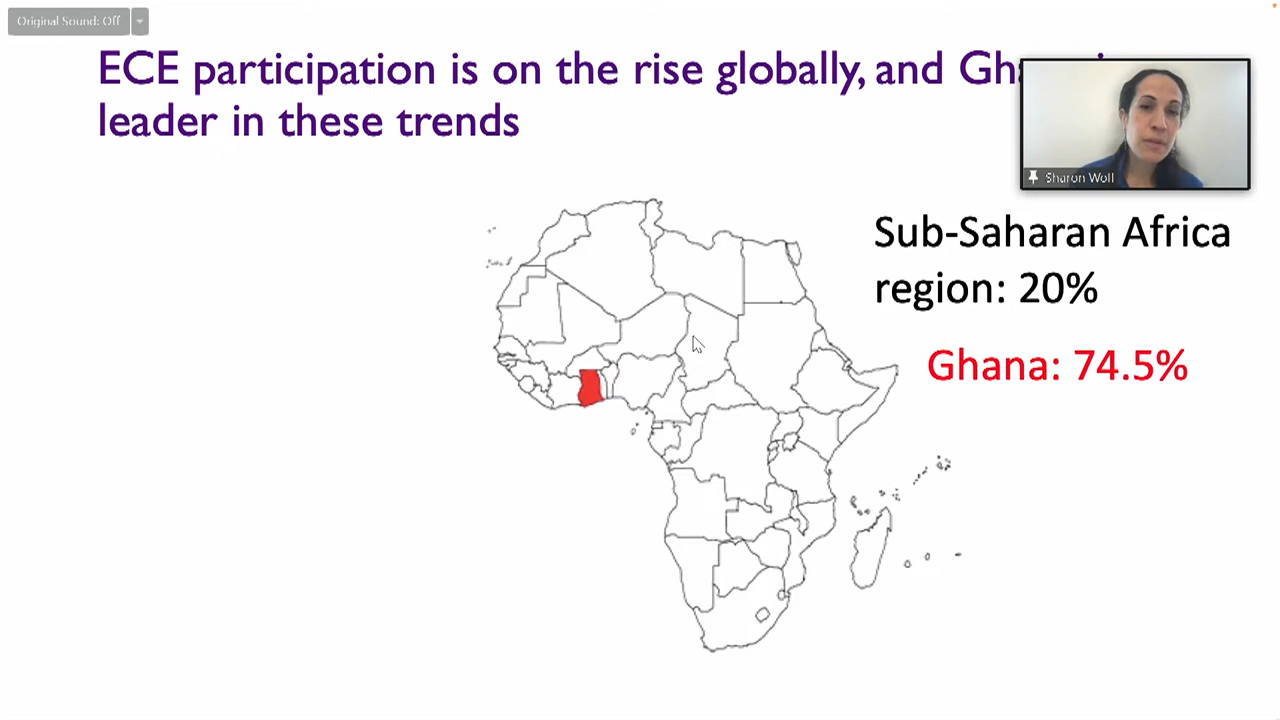 Original Sound: Off
ECE participation is on the rise globally, and
leader in these trends
Sharon Wolf
Sub-Saharan Africa
region: 20%
Ghana: 74.5%